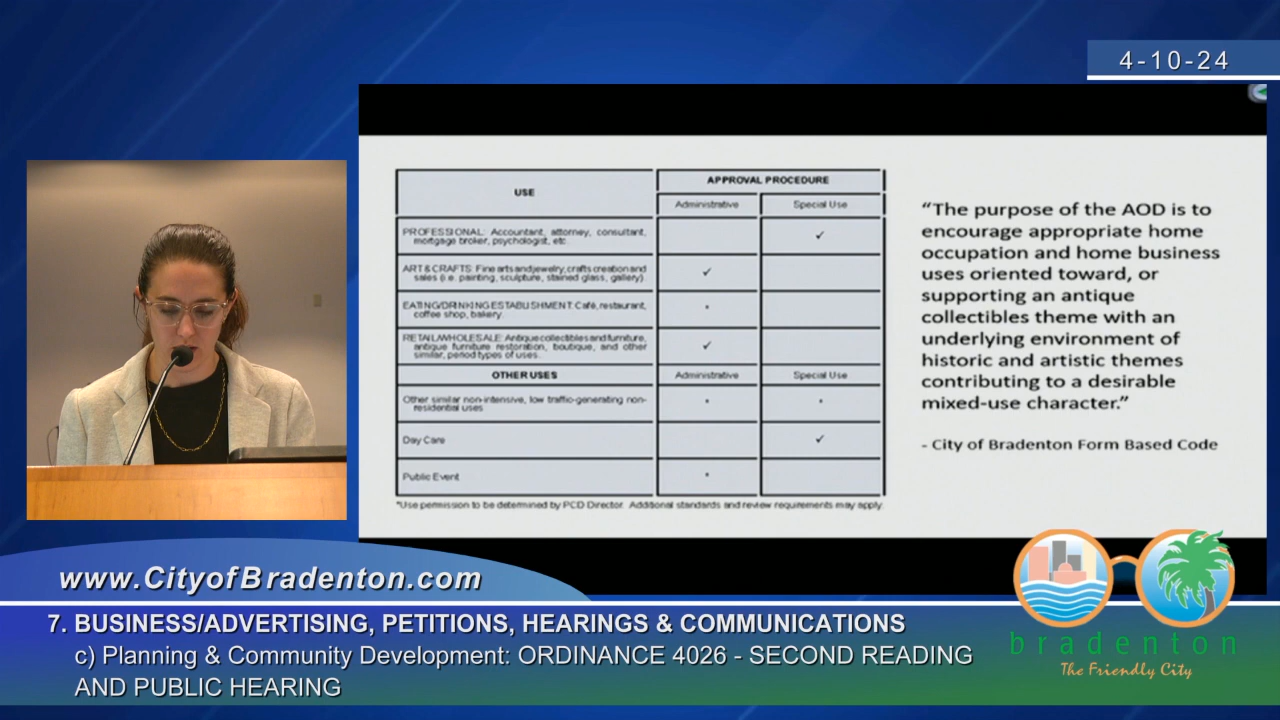 4-10-24
USE
APPROVAL PROCEDURE
Administrative
Special Use
PROFESSIONAL: Accountant, attorney, consultant,
mortgage broker, psychologist, etc.
✓
ART & CRAFTS: Fine arts and jewelry, crafts creation and
sales (i.e. painting, sculpture, stained glass, gallery)
✓
EATING/DRINKING ESTABLISHMENT: Café, restaurant,
coffee shop, bakery.
*
RETAIL/WHOLESALE: Antique collectibles and furniture,
antique furniture restoration, boutique, and other
similar, period types of uses.
✓
OTHER USES
Administrative
Special Use
Other similar non-intensive, low traffic-generating non-
residential uses
*
*
Day Care
✓
Public Event
*
*Use permission to be determined by PCD Director. Additional standards and review requirements may apply.
“The purpose of the AOD is to
encourage appropriate home
occupation and home business
uses oriented toward, or
supporting an antique
collectibles theme with an
underlying environment of
historic and artistic themes
contributing to a desirable
mixed-use character.”
- City of Bradenton Form Based Code
www.CityofBradenton.com
7. BUSINESS/ADVERTISING, PETITIONS, HEARINGS & COMMUNICATIONS
c) Planning & Community Development: ORDINANCE 4026 - SECOND READING
AND PUBLIC HEARING
bradenton
The Friendly City